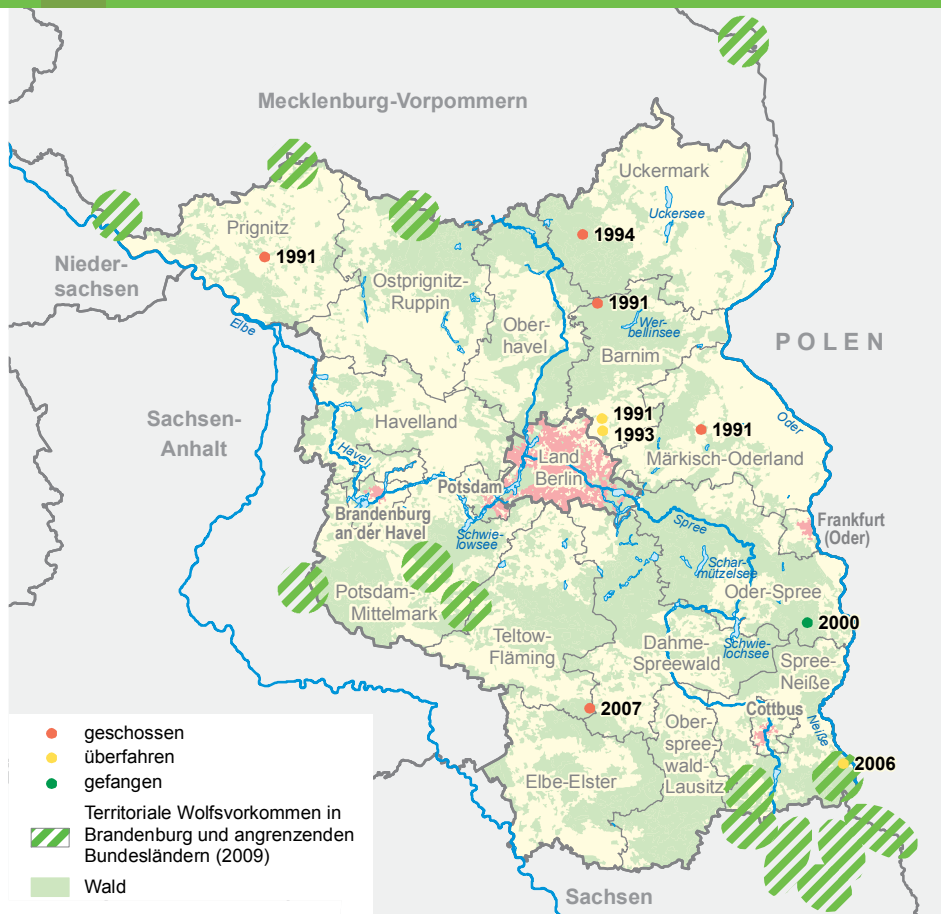 Mecklenburg-Vorpommern
Uckermark
Uckersee
Prignitz
1994
1991
Nieder-
sachsen
Ostprignitz-
Ruppin
1991
Wer-
bellinsee
Elbe
Ober-
havel
Barnim
POLEN
Sachsen-
Anhalt
Havelland
1991
1993
1991
Oder
Land
Berlin
Märkisch-Oderland
Havel
Potsdam
Brandenburg
an der Havel
Schwie-
lowsee
Spree
Frankfurt
(Oder)
Schar-
mützelsee
Oder-Spree
Potsdam-
Mittelmark
2000
Teltow-
Fläming
Dahme-
Spreewald
Schwie-
lochsee
Spree-
Neiße
2007
Cottbus
Ober-
spree-
wald-
Lausitz
Neiße
2006
Elbe-Elster
Sachsen
geschossen
überfahren
gefangen
Territoriale Wolfsvorkommen in
Brandenburg und angrenzenden
Bundesländern (2009)
Wald